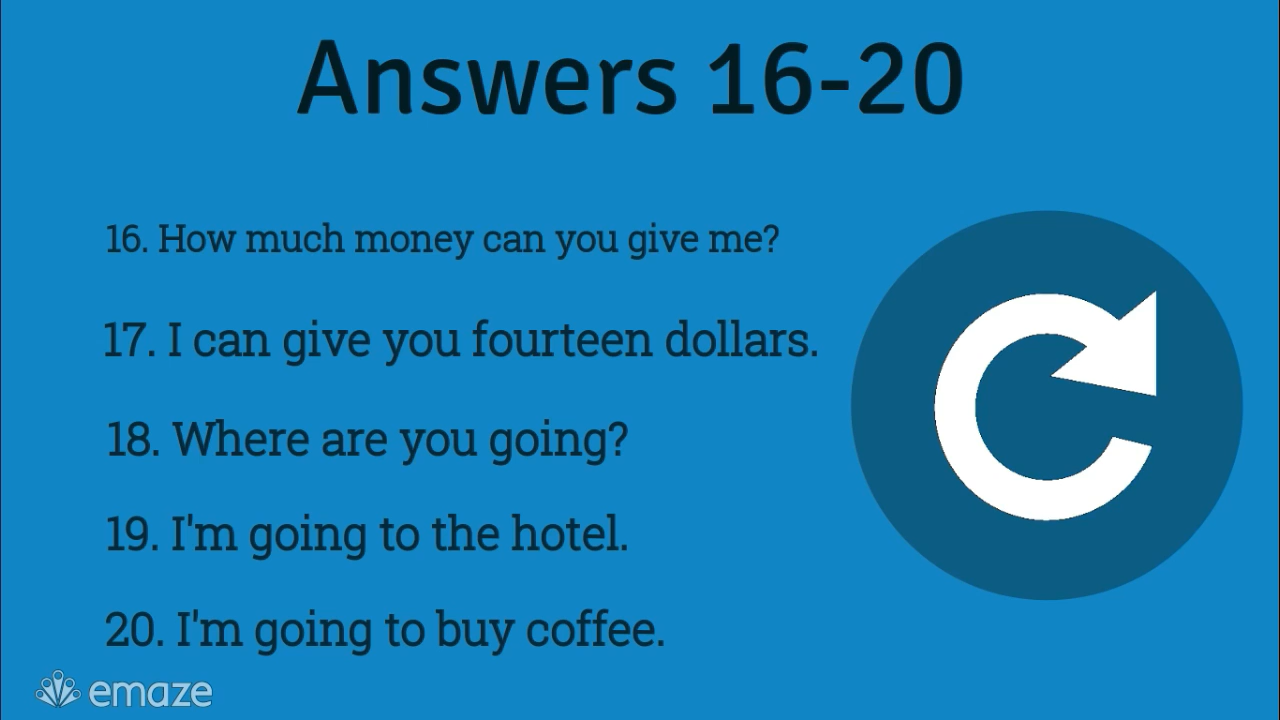 Answers 16-20
16. How much money can you give me?
17. I can give you fourteen dollars.
18. Where are you going?
19. I'm going to the hotel.
20. I'm going to buy coffee.
emaze